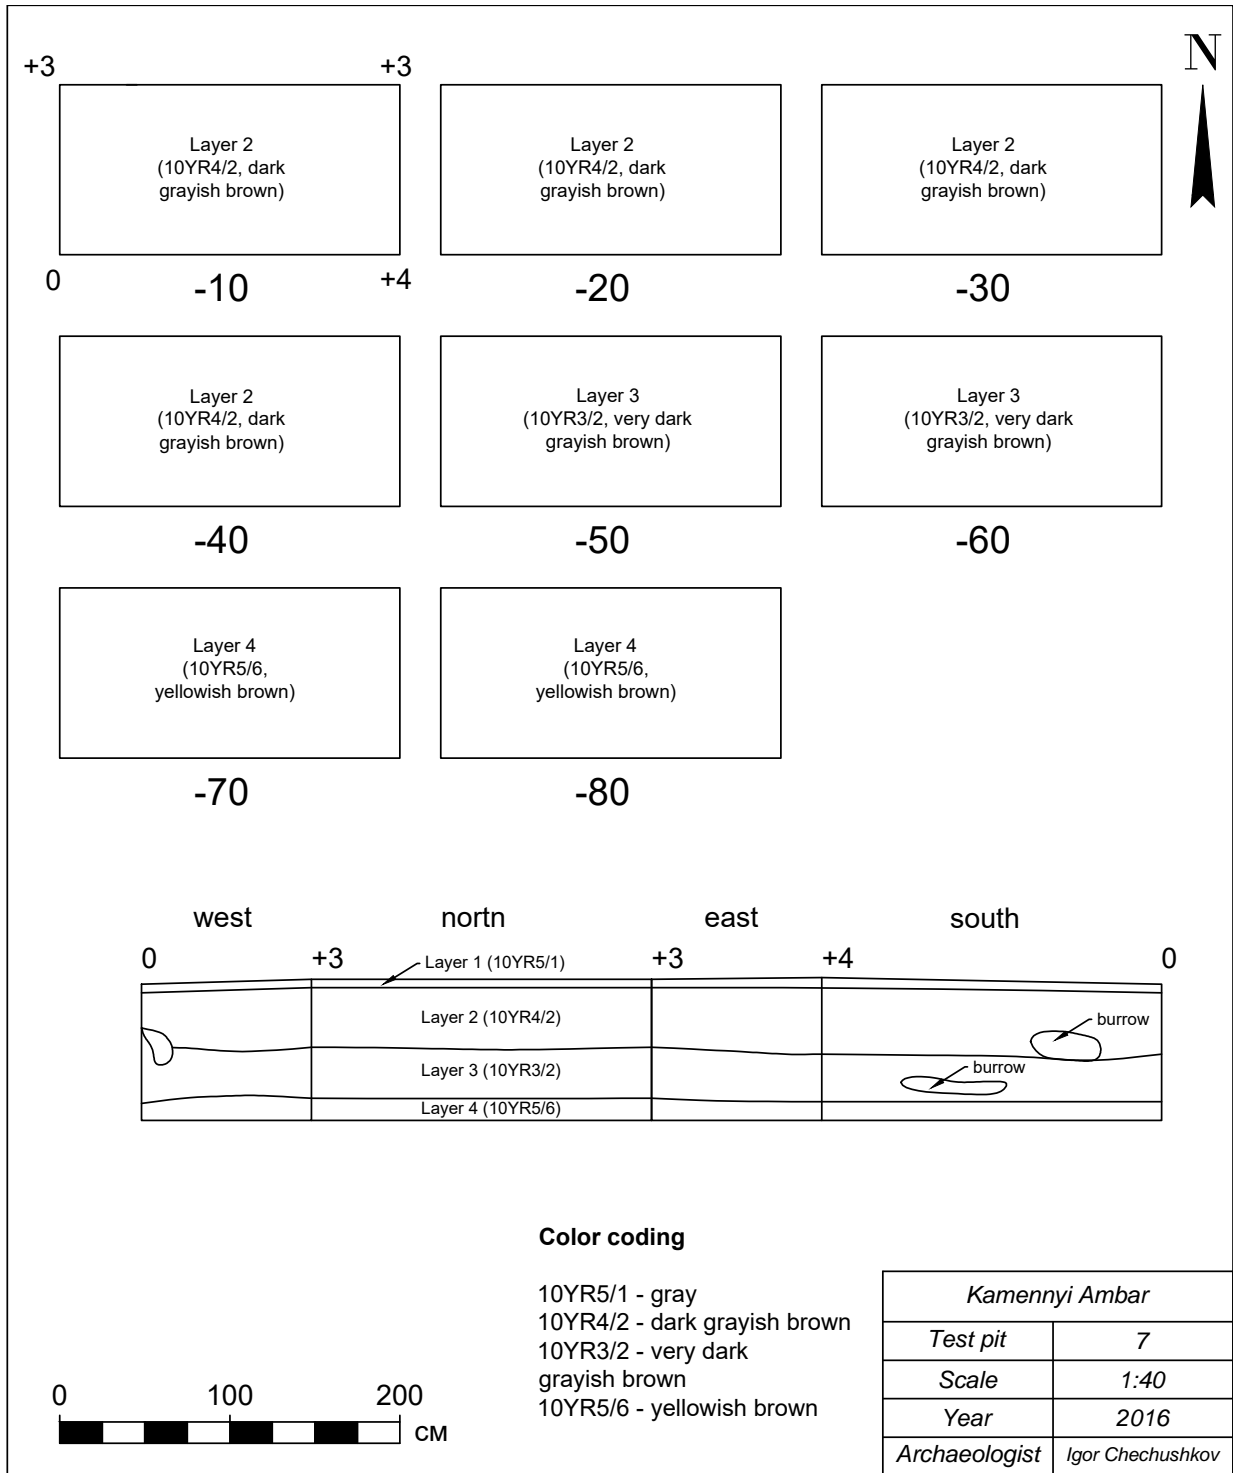 N
+3
+3
Layer 2
(10YR4/2, dark
grayish brown)
Layer 2
(10YR4/2, dark
grayish brown)
Layer 2
(10YR4/2, dark
grayish brown)
0
-10
+4
-20
-30
Layer 2
(10YR4/2, dark
grayish brown)
Layer 3
(10YR3/2, very dark
grayish brown)
Layer 3
(10YR3/2, very dark
grayish brown)
-40
-50
-60
Layer 4
(10YR5/6,
yellowish brown)
Layer 4
(10YR5/6,
yellowish brown)
-70
-80
west
nortn
east
south
0
+3
Layer 1 (10YR5/1)
+3
+4
0
Layer 2 (10YR4/2)
burrow
Layer 3 (10YR3/2)
burrow
Layer 4 (10YR5/6)
Color coding
10YR5/1 - gray
10YR4/2 - dark grayish brown
10YR3/2 - very dark
grayish brown
10YR5/6 - yellowish brown
0 100 200
см
Kamennyi Ambar
Test pit 7
Scale 1:40
Year 2016
Archaeologist Igor Chechushkov